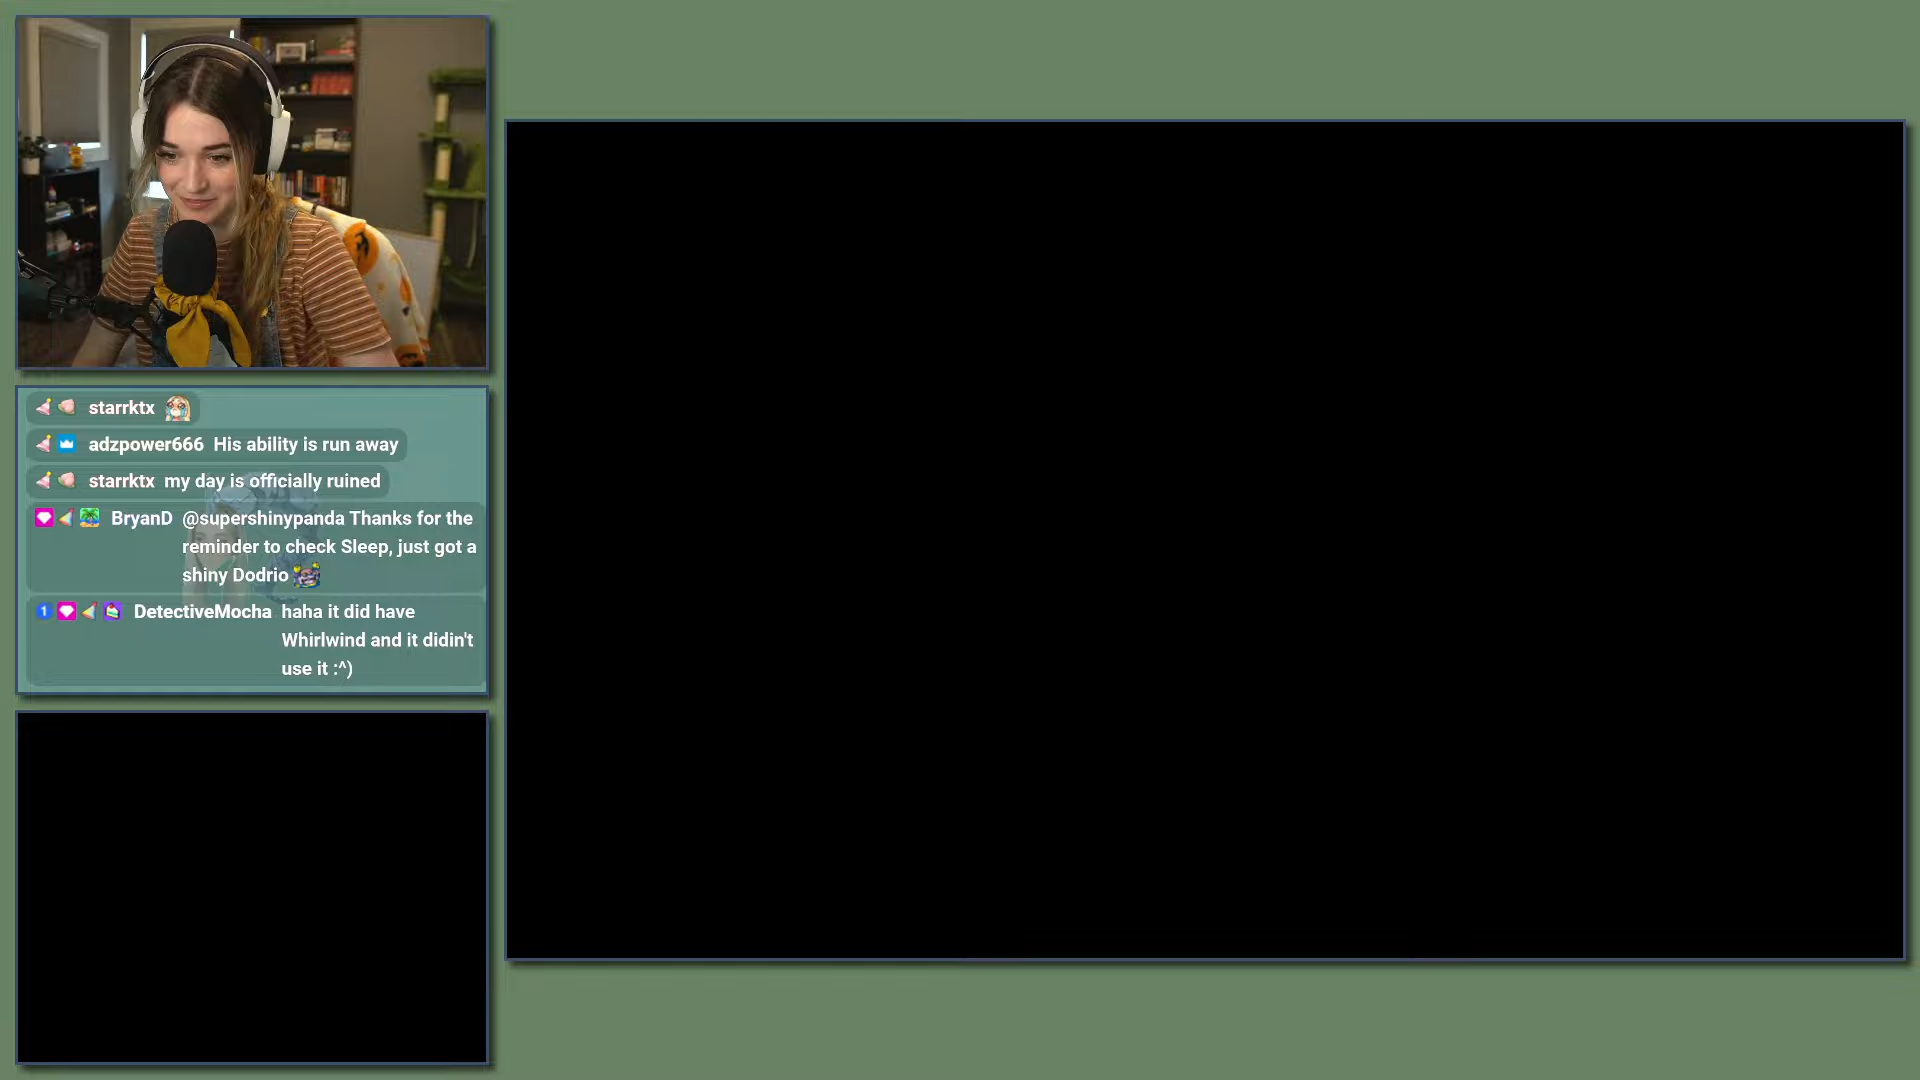 starrktx
adzpower666 His ability is run away
starrktx my day is officially ruined
BryanD @supershinypanda Thanks for the
reminder to check Sleep, just got a
shiny Dodrio
1 DetectiveMocha haha it did have
Whirlwind and it didin't
use it :^)